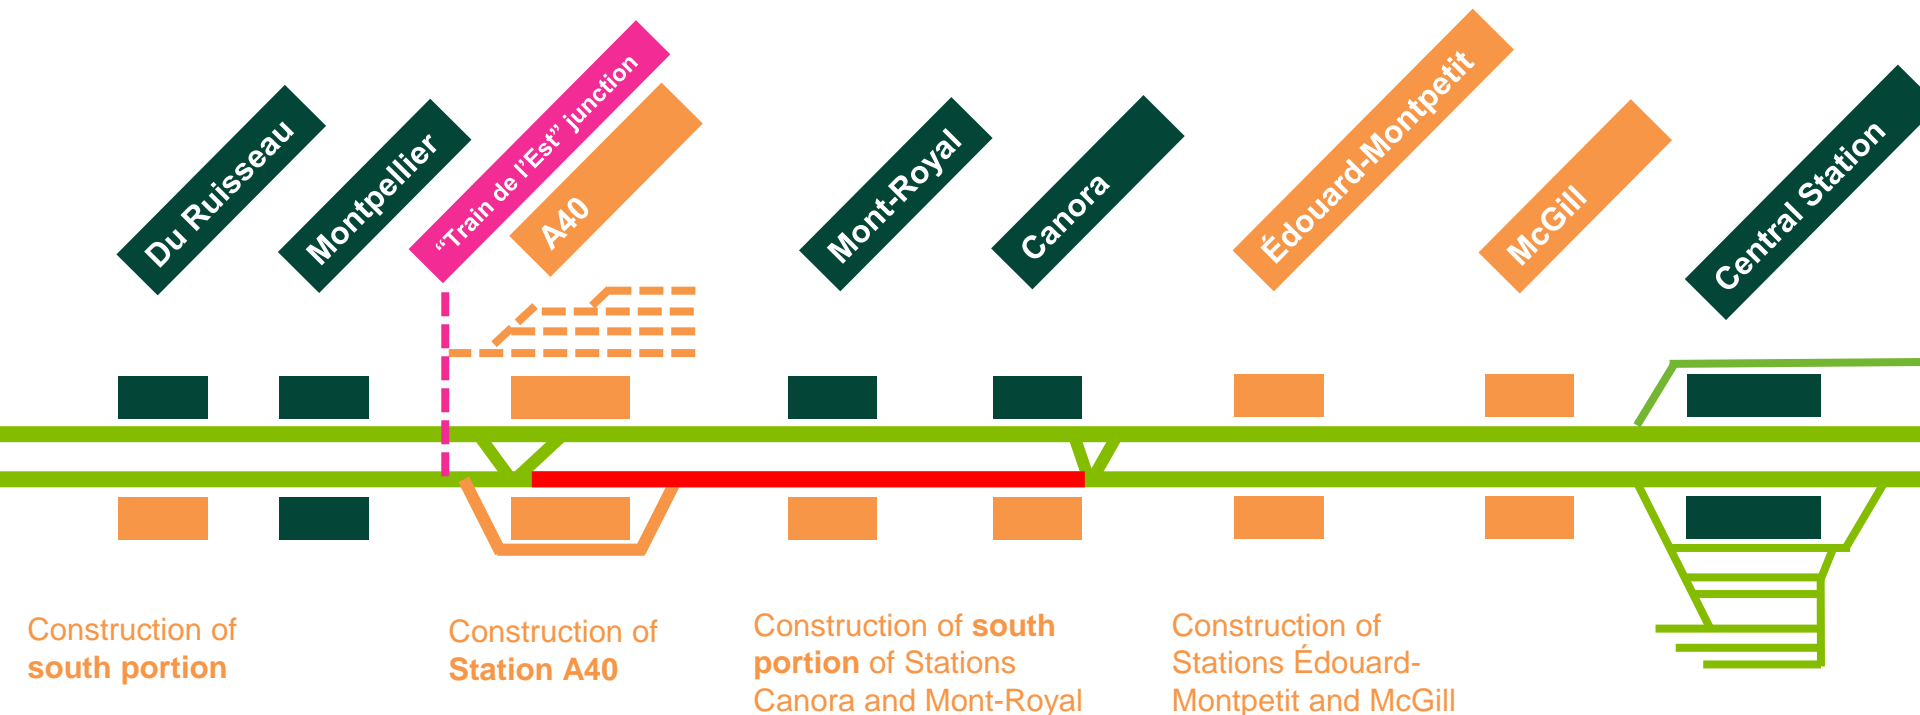 Du Ruisseau
Montpellier
“Train de l’Est” junction
A40
Mont-Royal
Canora
Édouard-Montpetit
McGill
Central Station
Construction of
south portion
Construction of
Station A40
Construction of south
portion of Stations
Canora and Mont-Royal
Construction of
Stations Édouard-
Montpetit and McGill